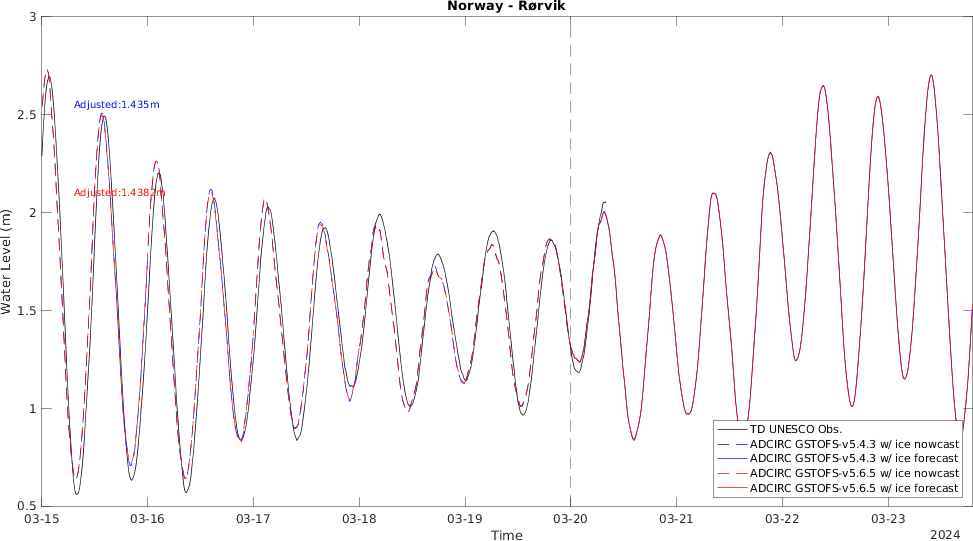 Norway - Rørvik
3
2.5
2
1.5
1
0.5
Water Level (m)
Adjusted:1.435m
Adjusted:1.4382m
TD UNESCO Obs.
ADCIRC GSTOFS-v5.4.3 w/ ice nowcast
ADCIRC GSTOFS-v5.4.3 w/ ice forecast
ADCIRC GSTOFS-v5.6.5 w/ ice nowcast
ADCIRC GSTOFS-v5.6.5 w/ ice forecast
03-15 03-16 03-17 03-18 03-19 03-20 03-21 03-22 03-23
Time
2024